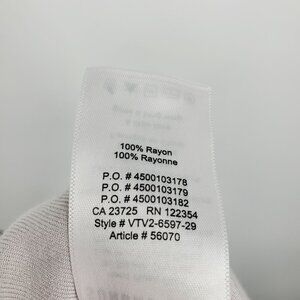 100% Rayon
100% Rayonne
P.O. # 4500103178
P.O. # 4500103179
P.O. # 4500103182
CA 23725 RN 122354
Style # VTV2-6597-29
Article # 56070